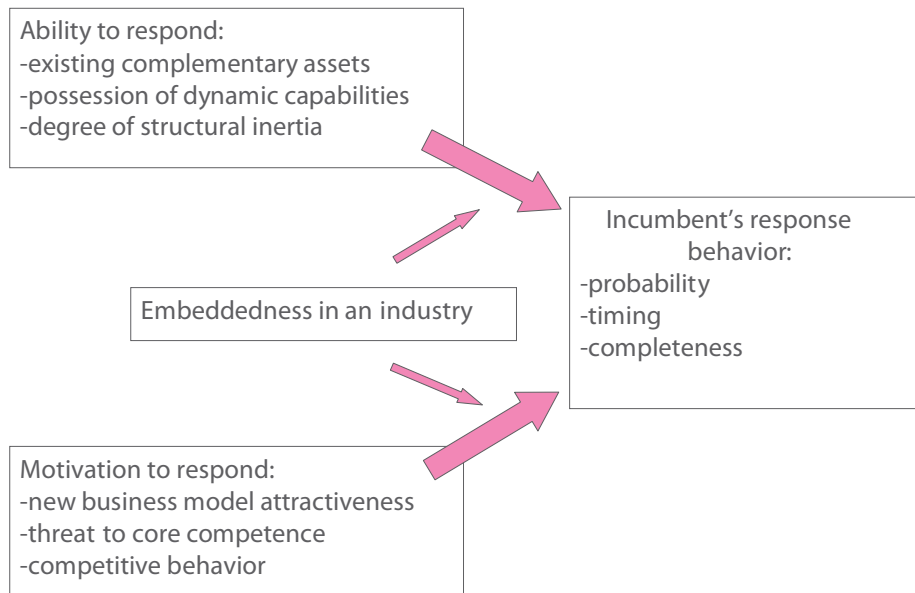 Ability to respond:
-existing complementary assets
-possession of dynamic capabilities
-degree of structural inertia
Incumbent’s response
behavior:
-probability
-timing
-completeness
Embeddedness in an industry
Motivation to respond:
-new business model attractiveness
-threat to core competence
-competitive behavior